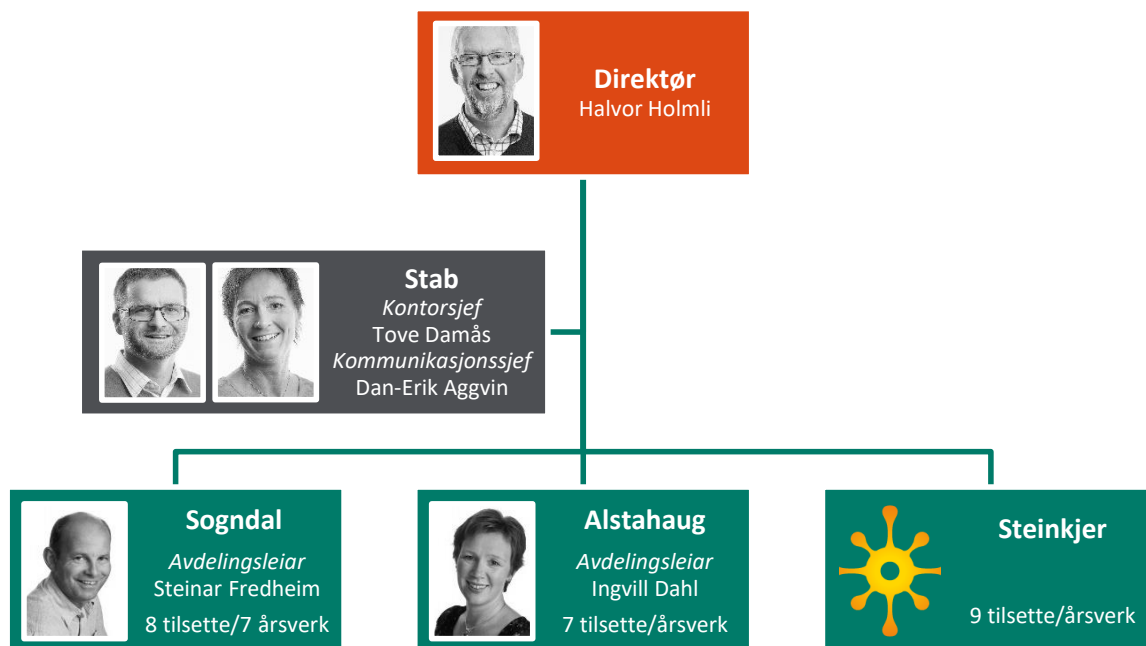 Direktør
Halvor Holmli
Stab
Kontorsjef
Tove Damås
Kommunikasjonssjef
Dan-Erik Aggvin
Sogndal
Avdelingsleiar
Steinar Fredheim
8 tilsette/7 årsverk
Alstahaug
Avdelingsleiar
Ingvill Dahl
7 tilsette/årsverk
Steinkjer
9 tilsette/årsverk